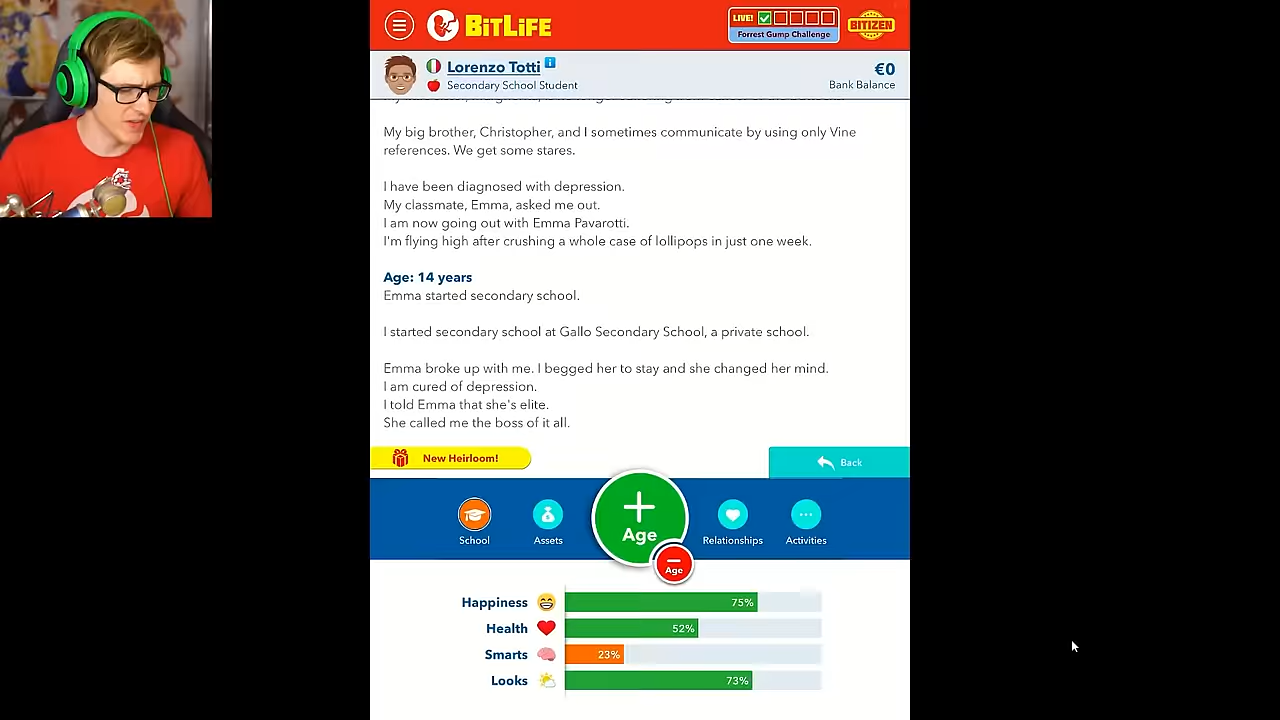 BITLIFE
LIVE!
Forrest Gump Challenge
BITIZEN
Lorenzo Totti
Secondary School Student
€0
Bank Balance
My big brother, Christopher, and I sometimes communicate by using only Vine
references. We get some stares.
I have been diagnosed with depression.
My classmate, Emma, asked me out.
I am now going out with Emma Pavarotti.
I'm flying high after crushing a whole case of lollipops in just one week.
Age: 14 years
Emma started secondary school.
I started secondary school at Gallo Secondary School, a private school.
Emma broke up with me. I begged her to stay and she changed her mind.
I am cured of depression.
I told Emma that she's elite.
She called me the boss of it all.
New Heirloom!
Back
School
Assets
Age
Age
Relationships
Activities
Happiness 75%
Health 52%
Smarts 23%
Looks 73%